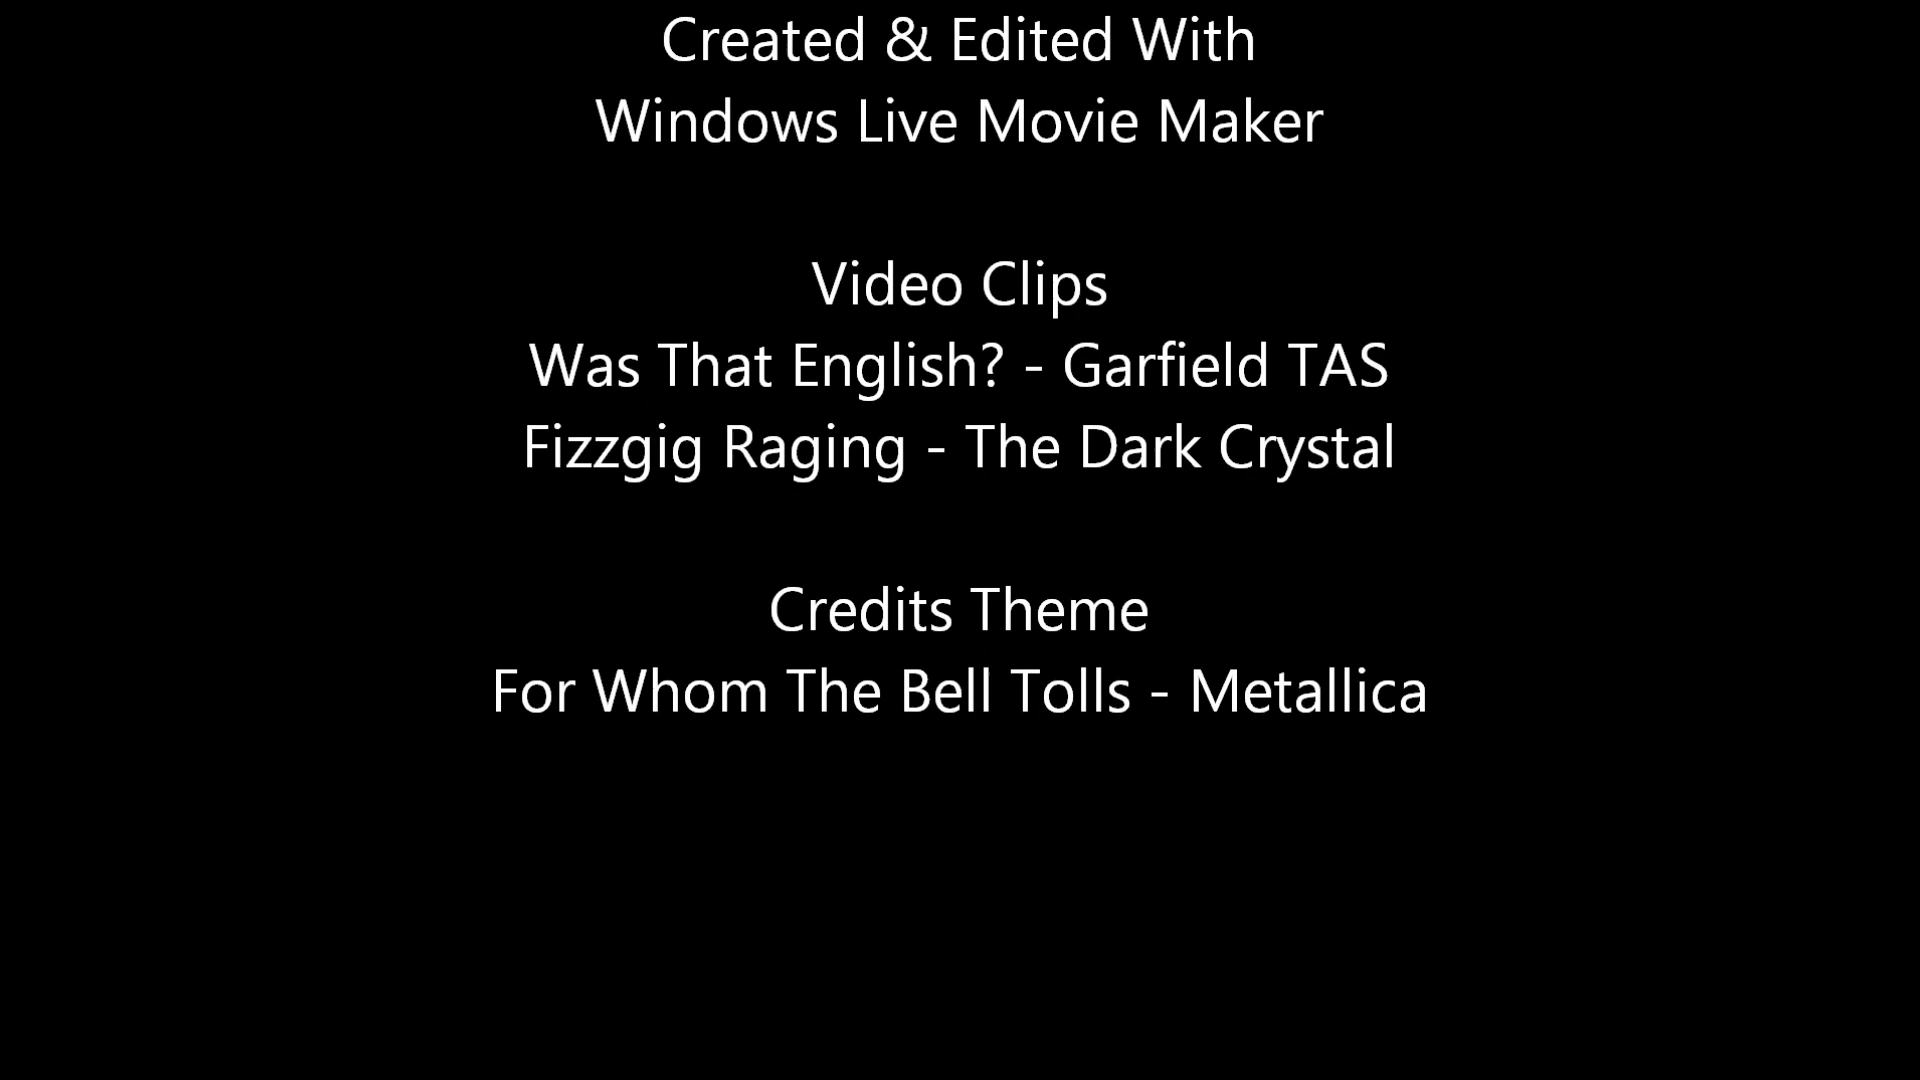 Created & Edited With
Windows Live Movie Maker
Video Clips
Was That English? - Garfield TAS
Fizzgig Raging - The Dark Crystal
Credits Theme
For Whom The Bell Tolls - Metallica